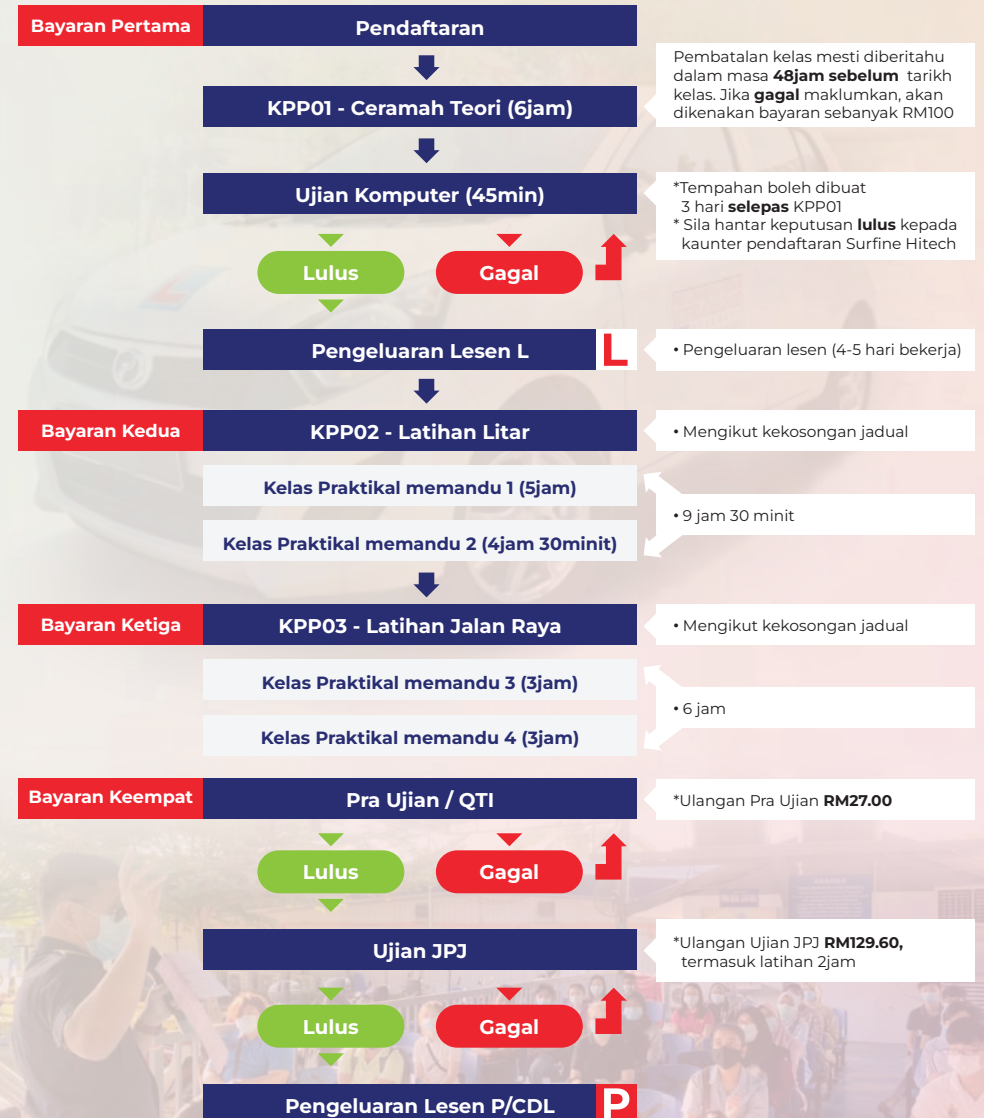 Bayaran Pertama
Pendaftaran
Pembatalan kelas mesti diberitahu
dalam masa 48jam sebelum tarikh
kelas. Jika gagal maklumkan, akan
dikenakan bayaran sebanyak RM100
KPP01 - Ceramah Teori (6jam)
Ujian Komputer (45min)
*Tempahan boleh dibuat
3 hari selepas KPP01
* Sila hantar keputusan lulus kepada
kaunter pendaftaran Surfine Hitech
Lulus
Gagal
Pengeluaran Lesen L
L
• Pengeluaran lesen (4-5 hari bekerja)
Bayaran Kedua
KPP02 - Latihan Litar
• Mengikut kekosongan jadual
Kelas Praktikal memandu 1 (5jam)
• 9 jam 30 minit
Kelas Praktikal memandu 2 (4jam 30minit)
Bayaran Ketiga
KPP03 - Latihan Jalan Raya
• Mengikut kekosongan jadual
Kelas Praktikal memandu 3 (3jam)
• 6 jam
Kelas Praktikal memandu 4 (3jam)
Bayaran Keempat
Pra Ujian / QTI
*Ulangan Pra Ujian RM27.00
Lulus
Gagal
Ujian JPJ
*Ulangan Ujian JPJ RM129.60,
termasuk latihan 2jam
Lulus
Gagal
Pengeluaran Lesen P/CDL
P